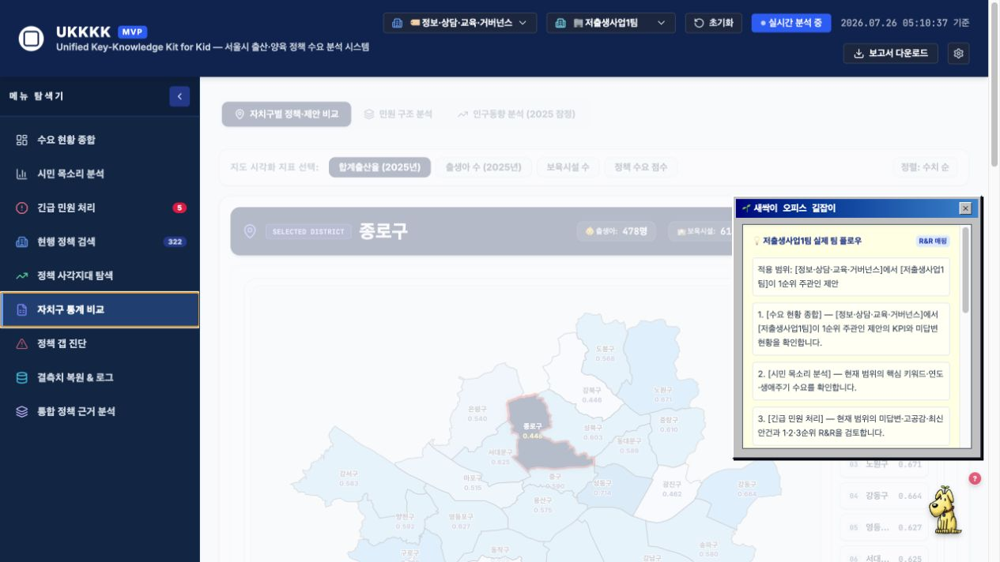 UKKKK MVP
Unified Key-Knowledge Kit for Kid — 서울시 출산·양육 정책 수요 분석 시스템
정보·상담·교육·거버넌스
저출생사업1팀
초기화
실시간 분석 중
2026.07.26 05:10:37 기준
보고서 다운로드
메뉴 탐색기
수요 현황 종합
시민 목소리 분석
긴급 민원 처리 5
현행 정책 검색 322
정책 사각지대 탐색
자치구 통계 비교
정책 갭 진단
결측치 복원 & 로그
통합 정책 근거 분석
자치구별 정책·제안 비교
민원 구조 분석
인구동향 분석 (2025 잠정)
지도 시각화 지표 선택:
합계출산율 (2025년)
출생아 수 (2025년)
보육시설 수
정책 수요 점수
정렬: 수치 순
SELECTED DISTRICT 종로구
출생아: 478명
보육시설: 61
도봉구
0.568
노원구
0.671
강북구
0.446
은평구
0.540
종로구
0.448
성북구
0.603
중랑구
0.610
동대문구
0.588
서대문구
0.625
강서구
0.583
마포구
0.515
중구
0.590
성동구
0.714
광진구
0.462
강동구
0.664
용산구
0.575
양천구
0.592
영등포구
0.627
송파구
0.580
구로구
동작구
강남구
새싹이 오피스 길잡이
저출생사업1팀 실제 팀 플로우 R&R 매핑
적용 범위: [정보·상담·교육·거버넌스]에서 [저출생사업1
팀]이 1순위 주관인 제안
1. [수요 현황 종합] — [정보·상담·교육·거버넌스]에서
[저출생사업1팀]이 1순위 주관인 제안의 KPI와 미답변
현황을 확인합니다.
2. [시민 목소리 분석] — 현재 범위의 핵심 키워드·연도
·생애주기 수요를 확인합니다.
3. [긴급 민원 처리] — 현재 범위의 미답변·고공감·최신
안건과 1·2·3순위 R&R을 검토합니다.
03 노원구 0.671
04 강동구 0.664
05 영등... 0.627
06 서대... 0.625
?